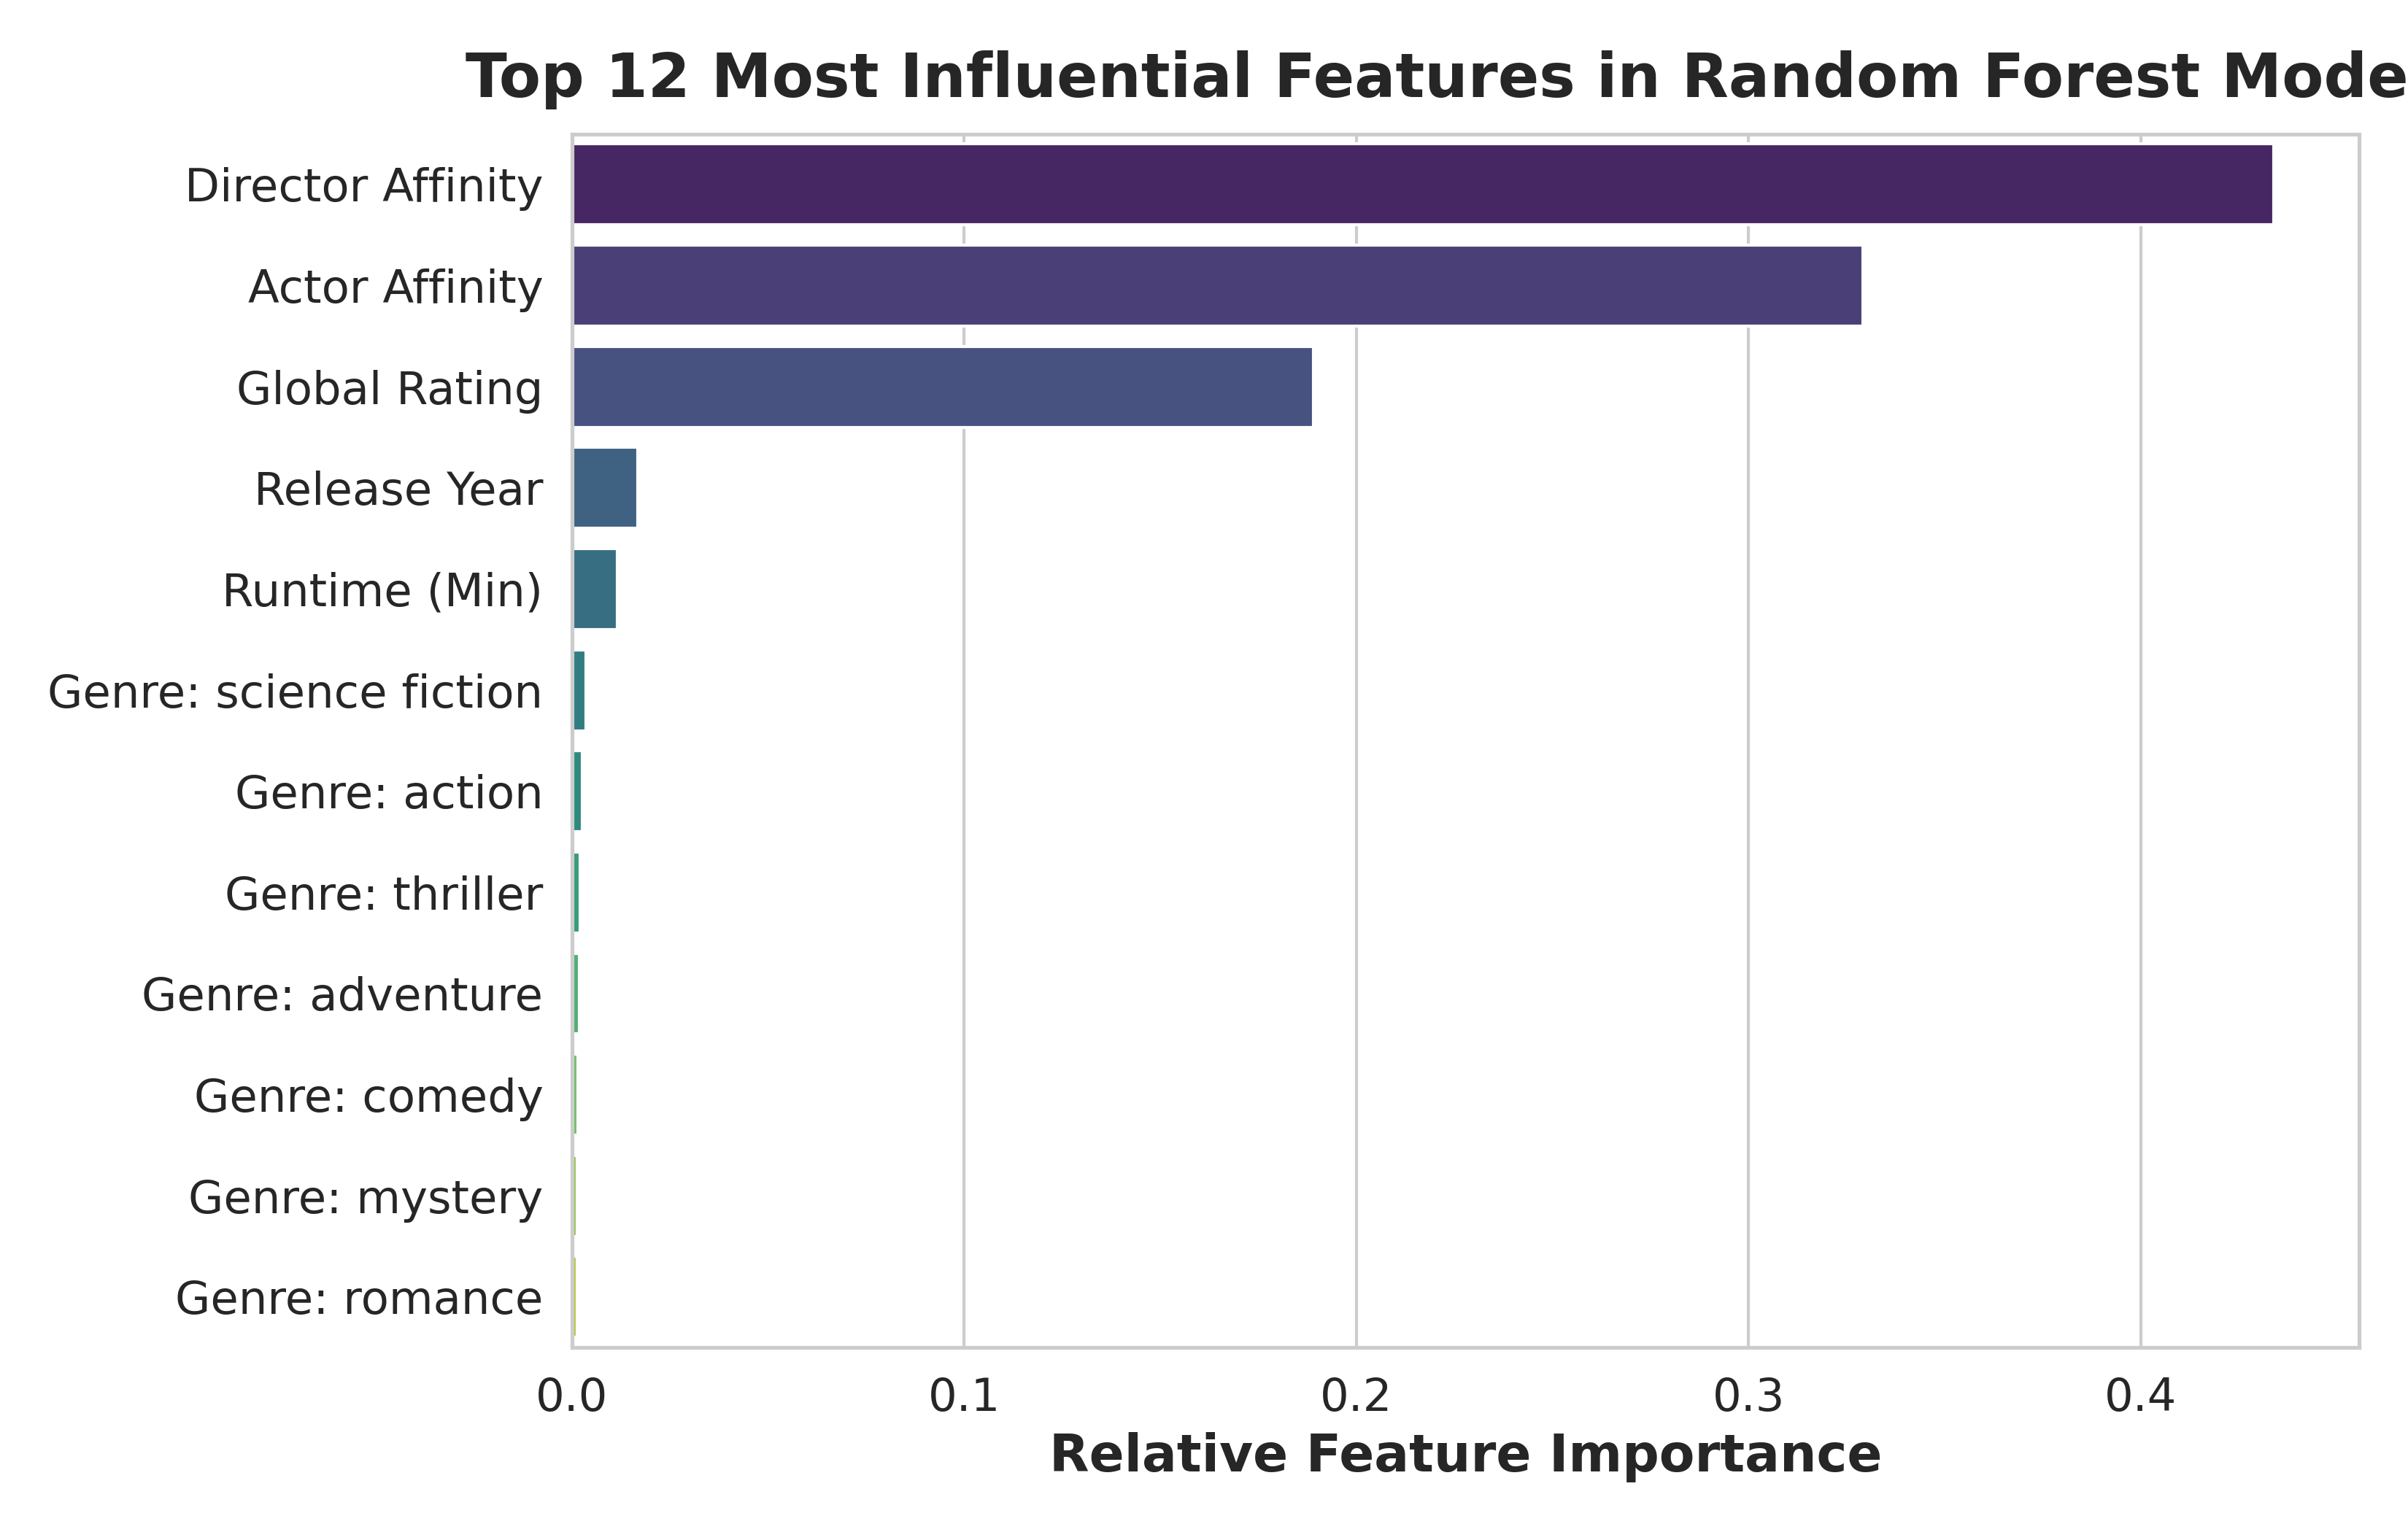 Top 12 Most Influential Features in Random Forest Mode
Director Affinity
Actor Affinity
Global Rating
Release Year
Runtime (Min)
Genre: science fiction
Genre: action
Genre: thriller
Genre: adventure
Genre: comedy
Genre: mystery
Genre: romance
0.0 0.1 0.2 0.3 0.4
Relative Feature Importance